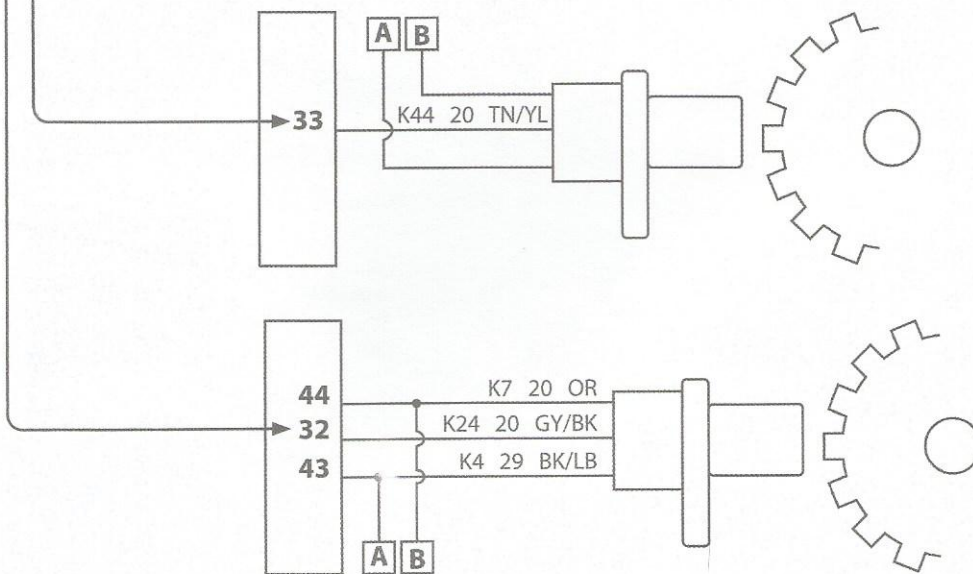 A B
33
K44 20 TN/YL
44
K7 20 OR
32
K24 20 GY/BK
43
K4 29 BK/LB
A B